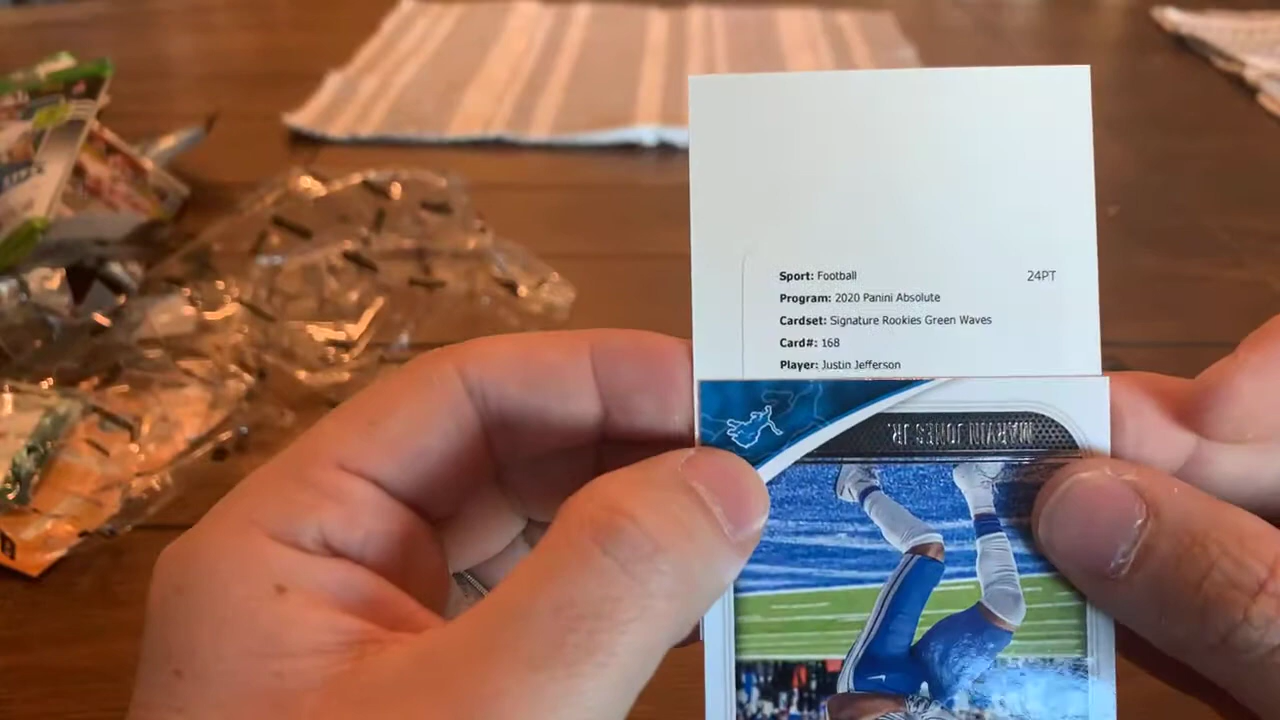 Sport: Football 24PT
Program: 2020 Panini Absolute
Cardset: Signature Rookies Green Waves
Card#: 168
Player: Justin Jefferson
MARVIN JONES JR.